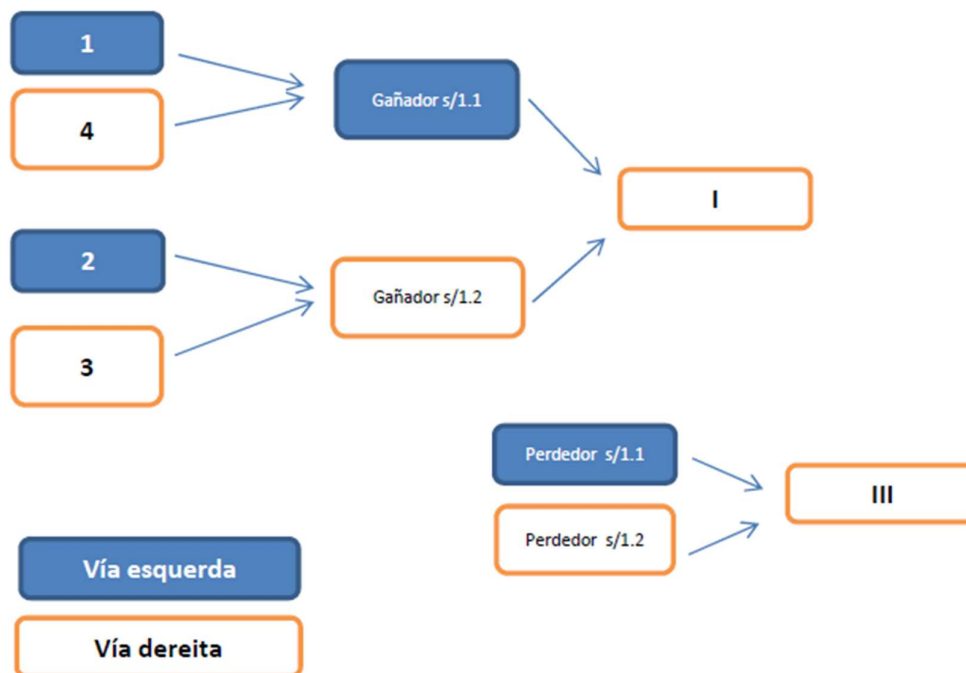 1
4
Gañador s/1.1
I
2
3
Gañador s/1.2
Perdedor s/1.1
Perdedor s/1.2
III
Vía esquerda
Vía dereita